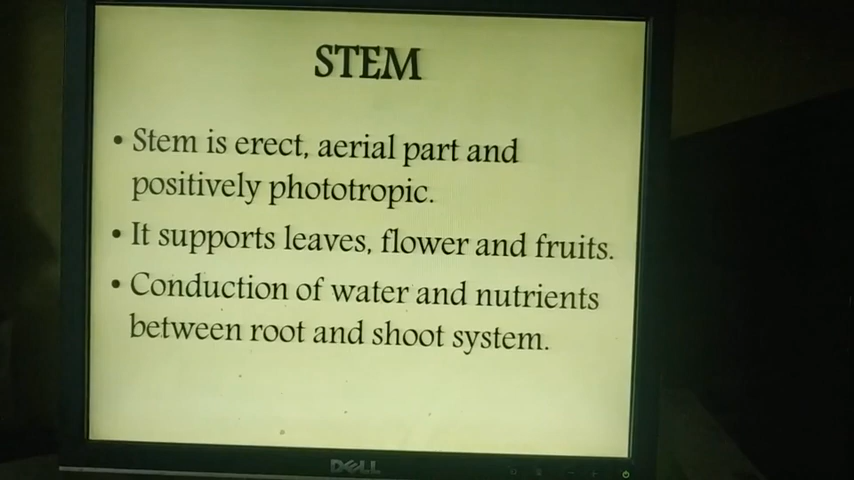 STEM
• Stem is erect, aerial part and
positively phototropic.
• It supports leaves, flower and fruits.
• Conduction of water and nutrients
between root and shoot system.
DELL